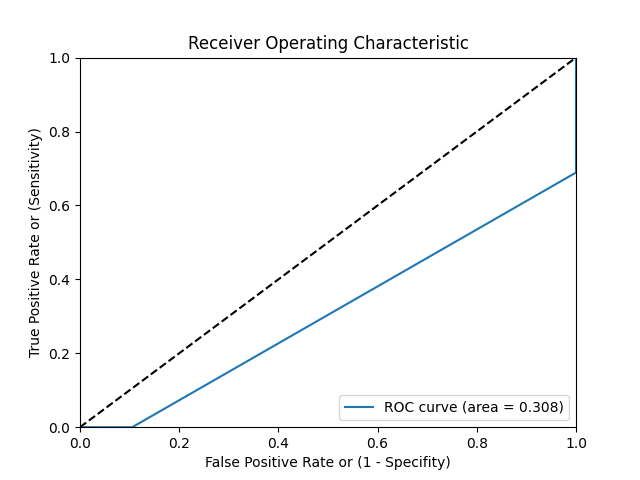 Receiver Operating Characteristic
1.0
0.8
0.6
0.4
0.2
0.0
True Positive Rate or (Sensitivity)
ROC curve (area = 0.308)
0.0 0.2 0.4 0.6 0.8 1.0
False Positive Rate or (1 - Specifity)